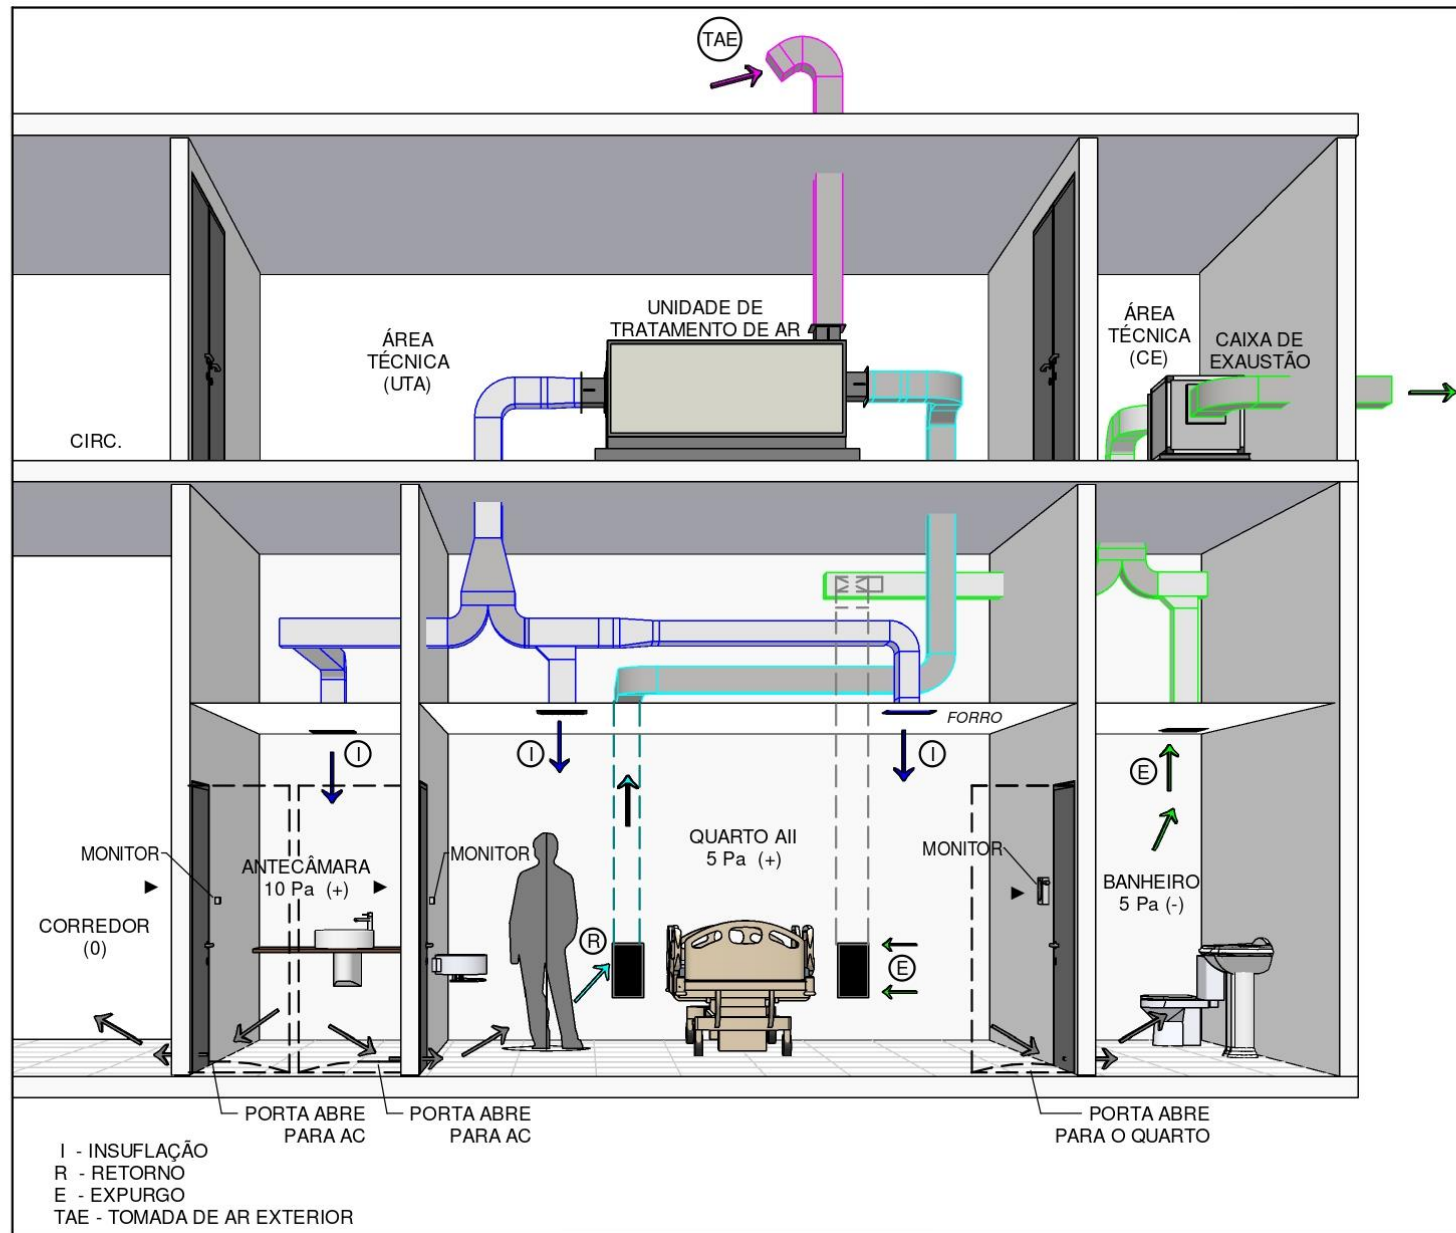 TAE
UNIDADE DE
TRATAMENTO DE AR
ÁREA
TÉCNICA
(UTA)
ÁREA
TÉCNICA
(CE)
CAIXA DE
EXAUSTÃO
CIRC.
FORRO
I
I
I
E
MONITOR
ANTECÂMARA
10 Pa (+)
MONITOR
QUARTO AII
5 Pa (+)
MONITOR
BANHEIRO
5 Pa (-)
CORREDOR
(0)
R
E
PORTA ABRE
PARA AC
PORTA ABRE
PARA AC
PORTA ABRE
PARA O QUARTO
I - INSUFLAÇÃO
R - RETORNO
E - EXPURGO
TAE - TOMADA DE AR EXTERIOR